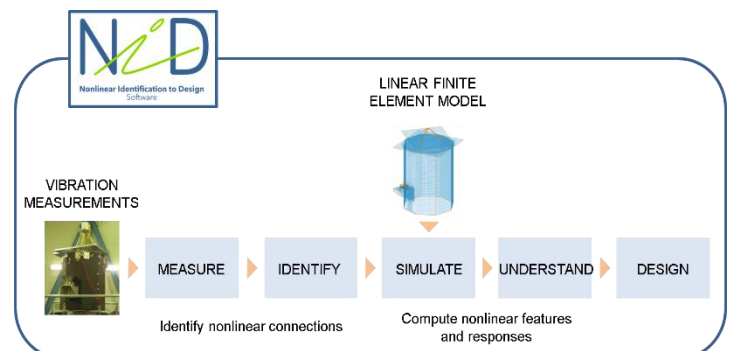 NiD
Nonlinear Identification to Design
Software
LINEAR FINITE
ELEMENT MODEL
VIBRATION
MEASUREMENTS
MEASURE
IDENTIFY
SIMULATE
UNDERSTAND
DESIGN
Identify nonlinear connections
Compute nonlinear features
and responses